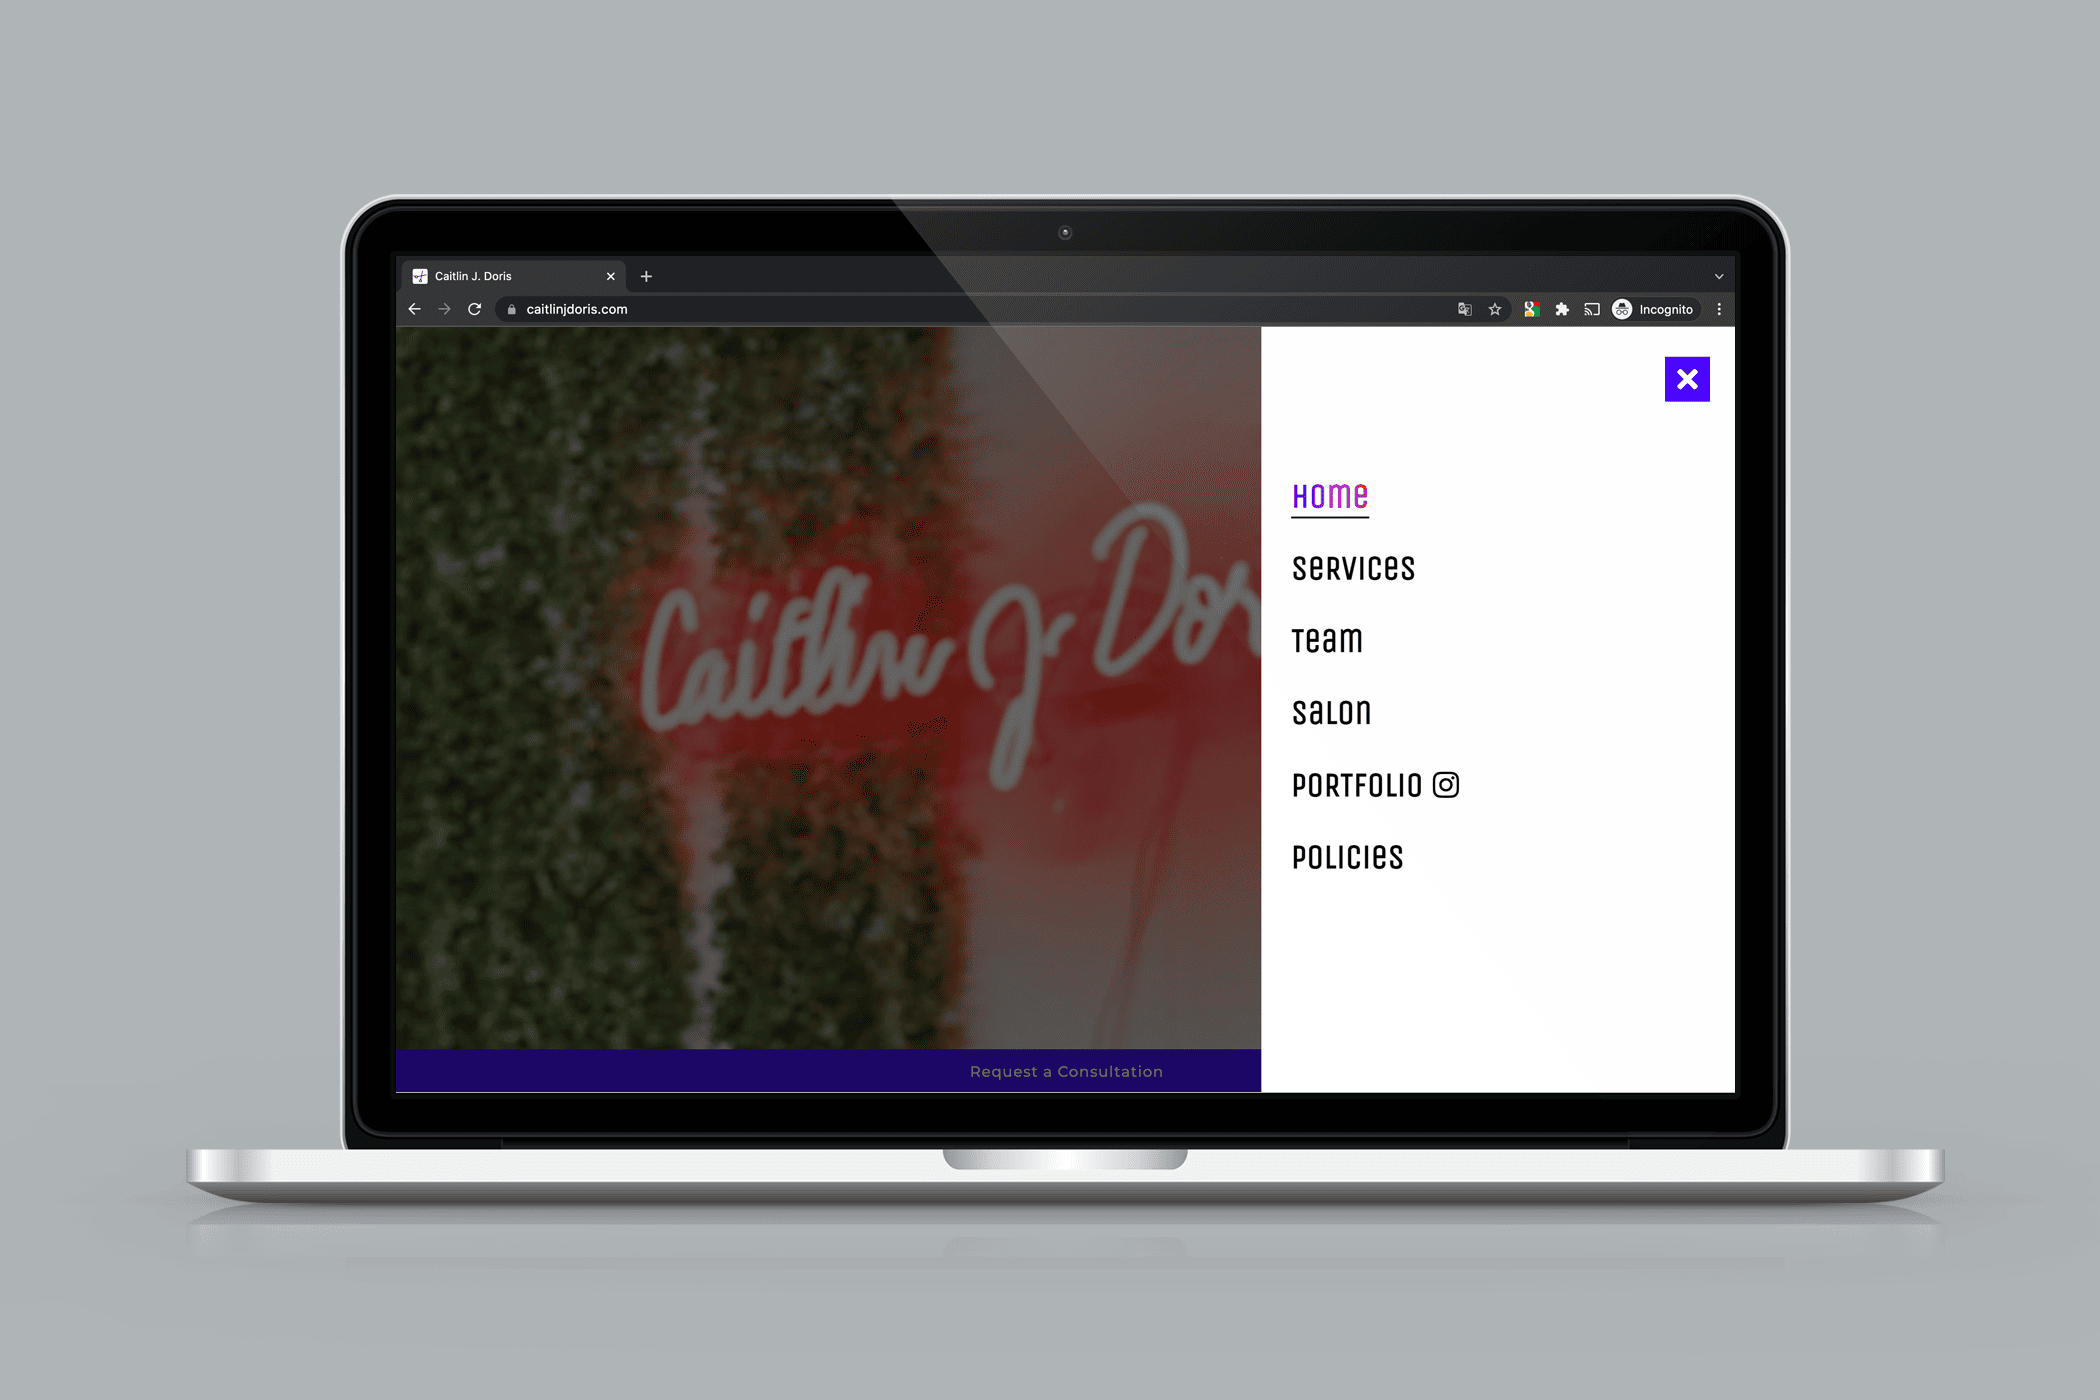 Caitlin J. Doris
caitlinjdoris.com
Incognito
Home
Services
Team
Salon
PORTFOLIO
Policies
Caitlin J Dor
Request a Consultation